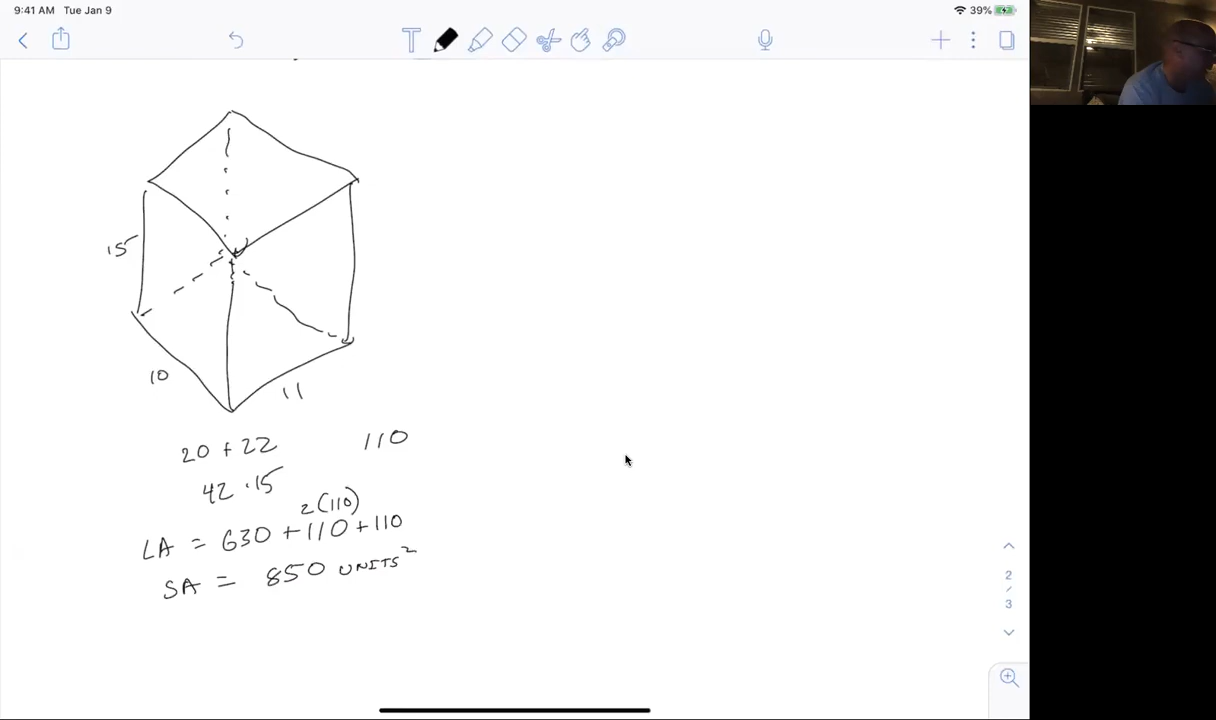 9:41 AM Tue Jan 9
39%
T
15
10
11
20 + 22
110
42 · 15
2(110)
LA = 630 + 110 + 110
SA = 850 UNITS²
2
/
3